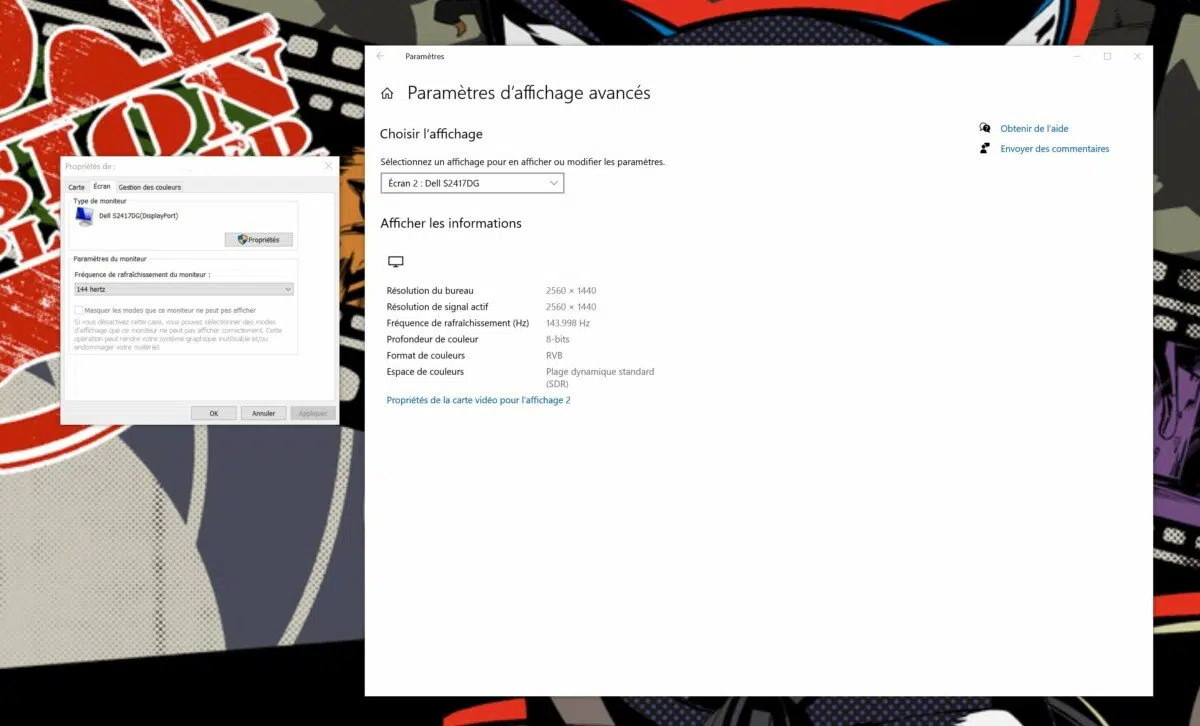 Paramètres
Paramètres d'affichage avancés
Choisir l'affichage
Sélectionnez un affichage pour en afficher ou modifier les paramètres.
Écran 2 : Dell S2417DG
Afficher les informations
Résolution du bureau 2560 × 1440
Résolution de signal actif 2560 × 1440
Fréquence de rafraîchissement (Hz) 143.998 Hz
Profondeur de couleur 8-bits
Format de couleurs RVB
Espace de couleurs Plage dynamique standard
(SDR)
Propriétés de la carte vidéo pour l'affichage 2
Obtenir de l'aide
Envoyer des commentaires
Propriétés de :
Carte Écran Gestion des couleurs
Type de moniteur
Dell S2417DG(DisplayPort)
Propriétés
Paramètres du moniteur
Fréquence de rafraîchissement du moniteur :
144 hertz
Masquer les modes que ce moniteur ne peut pas afficher
Si vous désactivez cette case, vous pouvez sélectionner des modes
d'affichage que ce moniteur ne peut pas afficher correctement. Cette
opération peut rendre votre système graphique inutilisable et/ou
endommager votre matériel.
OK Annuler Appliquer